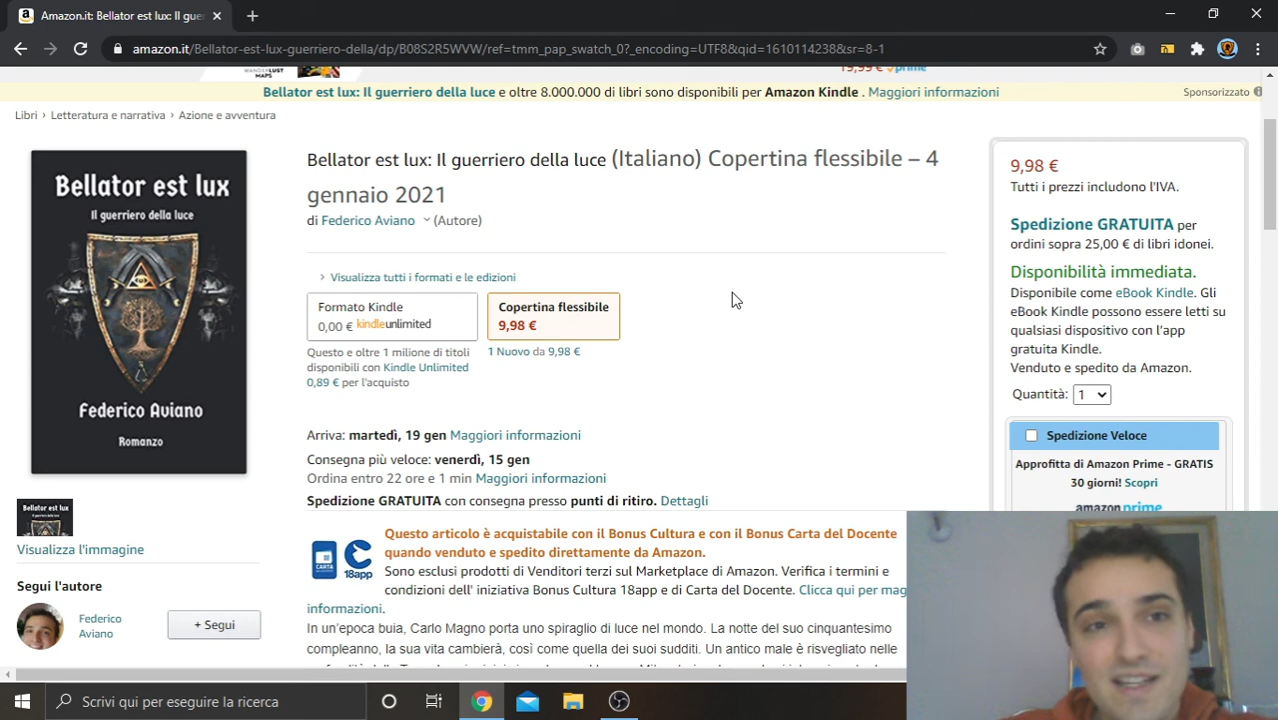 Amazon.it: Bellator est lux: Il gue
amazon.it/Bellator-est-lux-guerriero-della/dp/B08S2R5WVW/ref=tmm_pap_swatch_0?_encoding=UTF8&qid=1610114238&sr=8-1
19,99 € prime
Bellator est lux: Il guerriero della luce e oltre 8.000.000 di libri sono disponibili per Amazon Kindle . Maggiori informazioni
Sponsorizzato
Libri › Letteratura e narrativa › Azione e avventura
Bellator est lux
Il guerriero della luce
Federico Aviano
Romanzo
Bellator est lux
Visualizza l'immagine
Segui l'autore
Federico
Aviano
+ Segui
Bellator est lux: Il guerriero della luce (Italiano) Copertina flessibile – 4
gennaio 2021
di Federico Aviano (Autore)
› Visualizza tutti i formati e le edizioni
Formato Kindle
0,00 € kindleunlimited
Questo e oltre 1 milione di titoli
disponibili con Kindle Unlimited
0,89 € per l'acquisto
Copertina flessibile
9,98 €
1 Nuovo da 9,98 €
Arriva: martedì, 19 gen Maggiori informazioni
Consegna più veloce: venerdì, 15 gen
Ordina entro 22 ore e 1 min Maggiori informazioni
Spedizione GRATUITA con consegna presso punti di ritiro. Dettagli
CARTA
18app
Questo articolo è acquistabile con il Bonus Cultura e con il Bonus Carta del Docente
quando venduto e spedito direttamente da Amazon.
Sono esclusi prodotti di Venditori terzi sul Marketplace di Amazon. Verifica i termini e
condizioni dell' iniziativa Bonus Cultura 18app e di Carta del Docente. Clicca qui per mag
informazioni.
In un'epoca buia, Carlo Magno porta uno spiraglio di luce nel mondo. La notte del suo cinquantesimo
compleanno, la sua vita cambierà, così come quella dei suoi sudditi. Un antico male è risvegliato nelle
9,98 €
Tutti i prezzi includono l'IVA.
Spedizione GRATUITA per
ordini sopra 25,00 € di libri idonei.
Disponibilità immediata.
Disponibile come eBook Kindle. Gli
eBook Kindle possono essere letti su
qualsiasi dispositivo con l'app
gratuita Kindle.
Venduto e spedito da Amazon.
Quantità: 1
Spedizione Veloce
Approfitta di Amazon Prime - GRATIS
30 giorni! Scopri
amazon prime
Scrivi qui per eseguire la ricerca